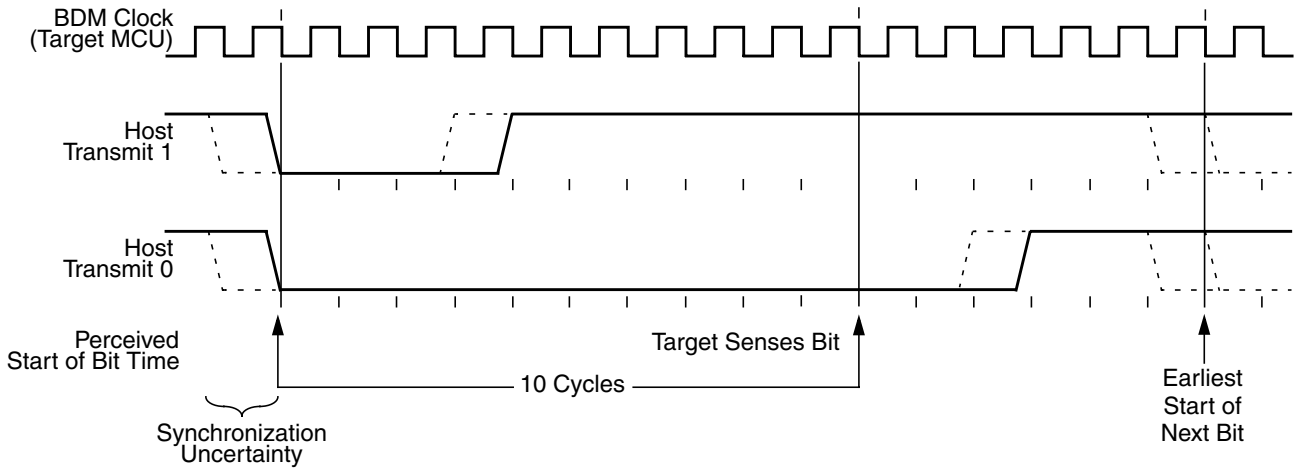 BDM Clock
(Target MCU)
Host
Transmit 1
Host
Transmit 0
Perceived
Start of Bit Time
Target Senses Bit
10 Cycles
Earliest
Start of
Next Bit
Synchronization
Uncertainty